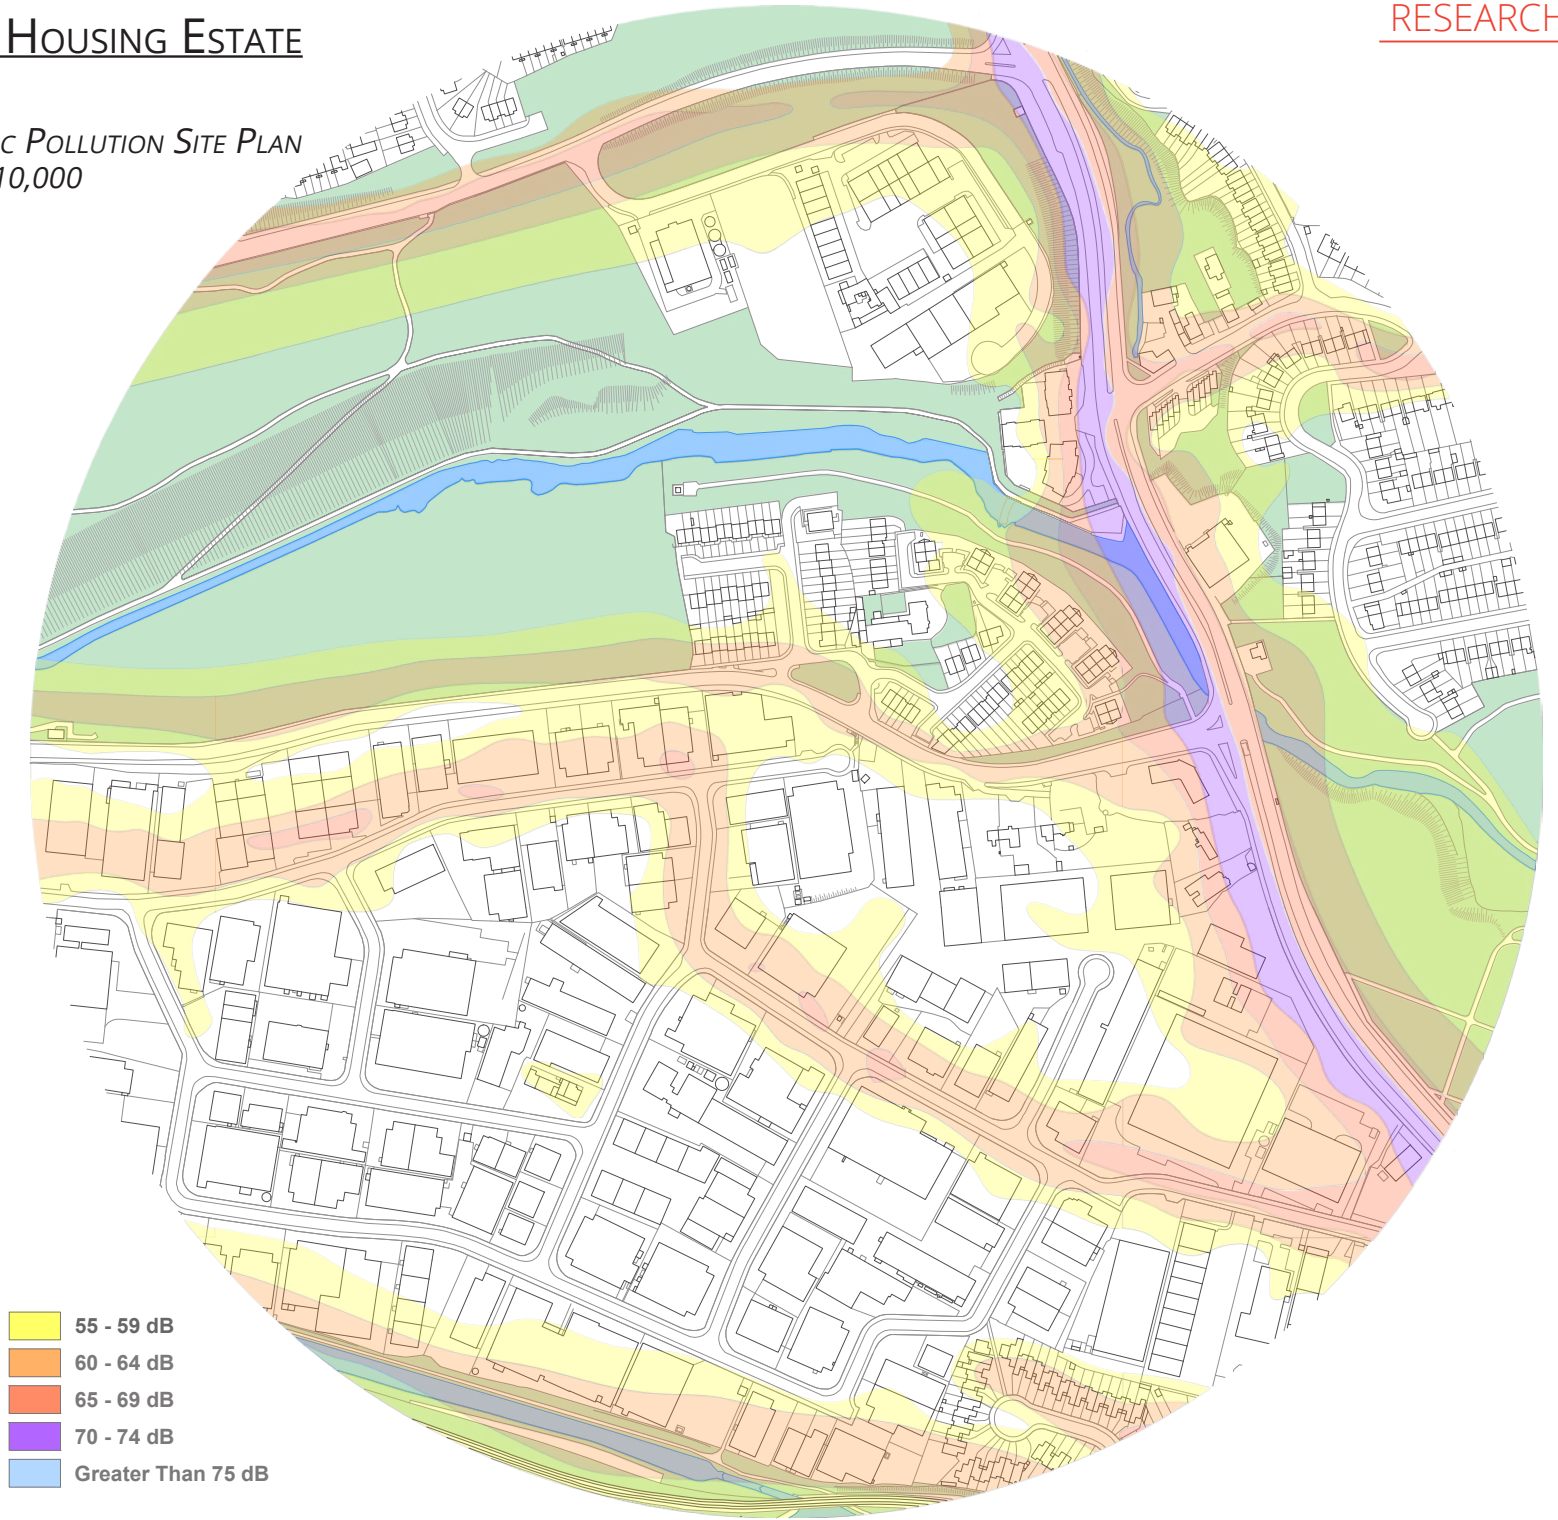 HOUSING ESTATE
RESEARCH
C POLLUTION SITE PLAN
10,000
55 - 59 dB
60 - 64 dB
65 - 69 dB
70 - 74 dB
Greater Than 75 dB